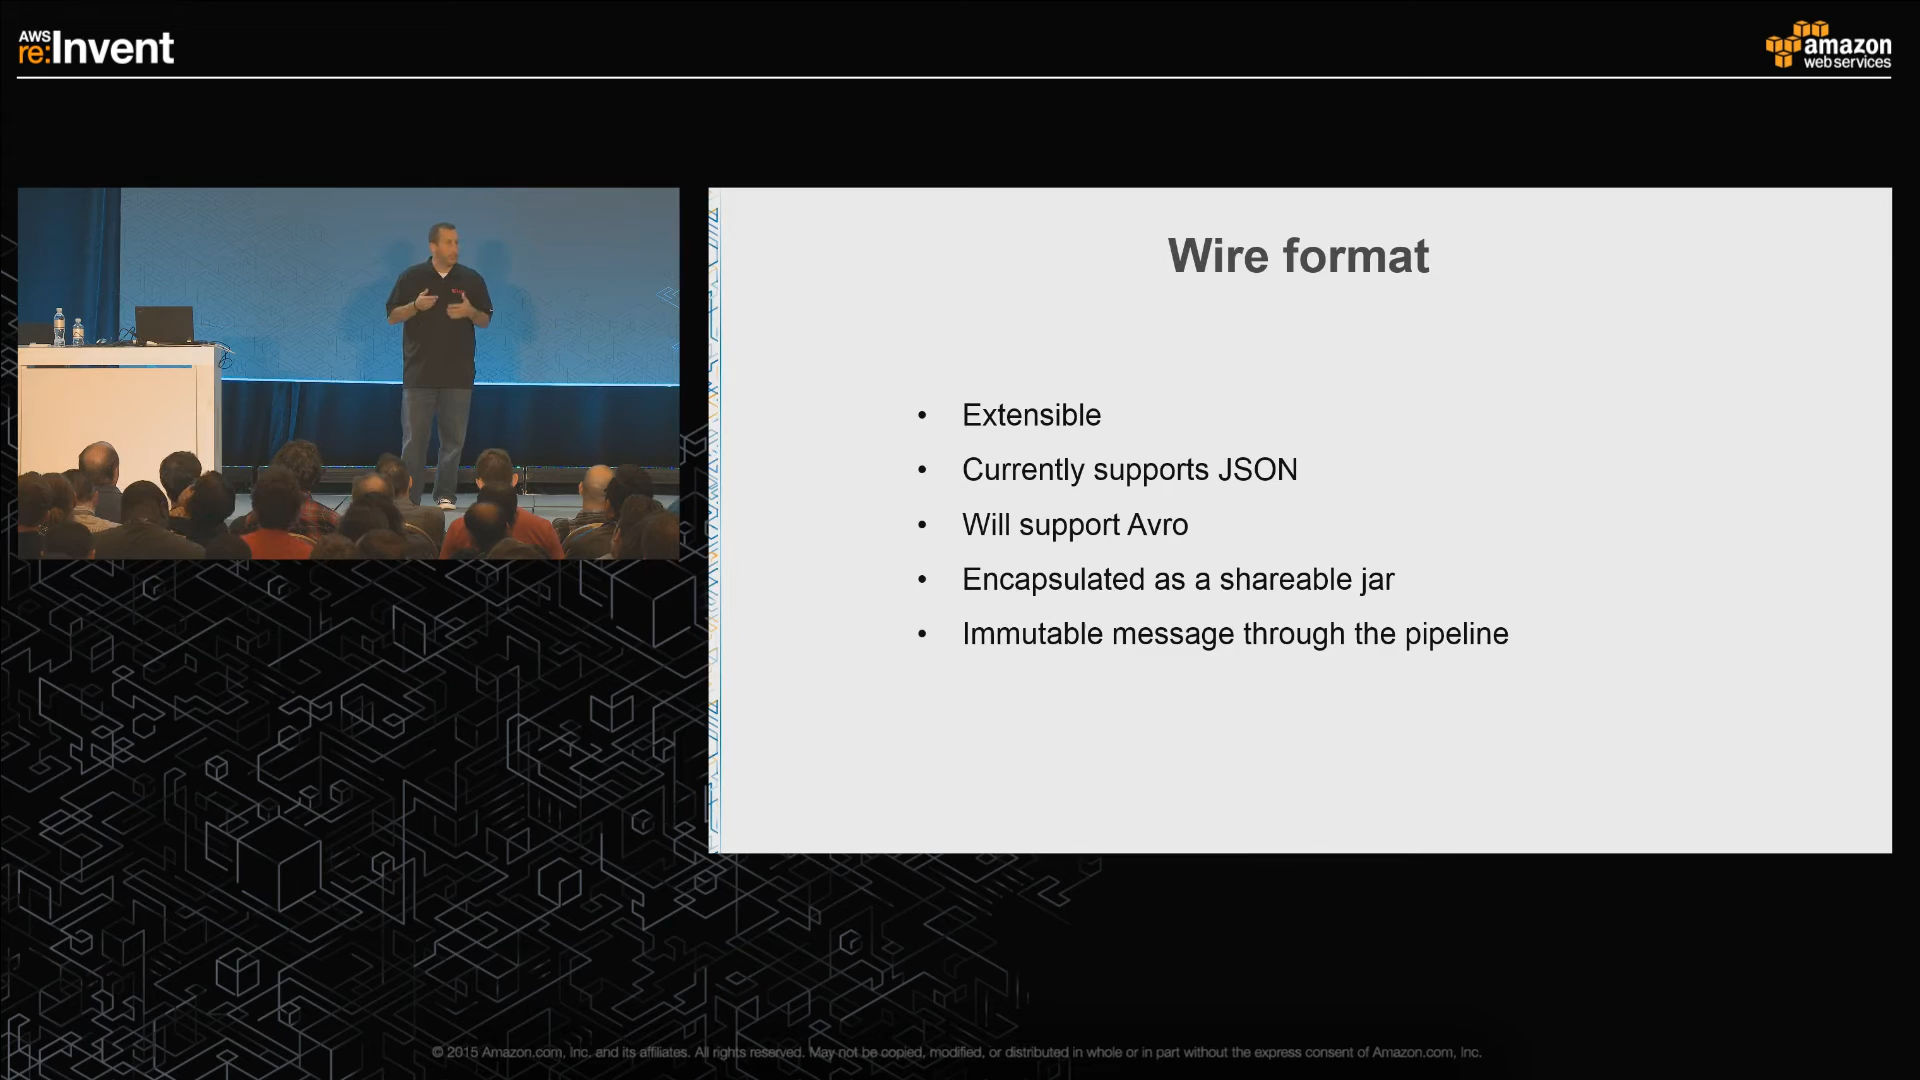 AWS
re:Invent
amazon
web services
Wire format
• Extensible
• Currently supports JSON
• Will support Avro
• Encapsulated as a shareable jar
• Immutable message through the pipeline
© 2015 Amazon.com, Inc. and its affiliates. All rights reserved. May not be copied, modified, or distributed in whole or in part without the express consent of Amazon.com, Inc.